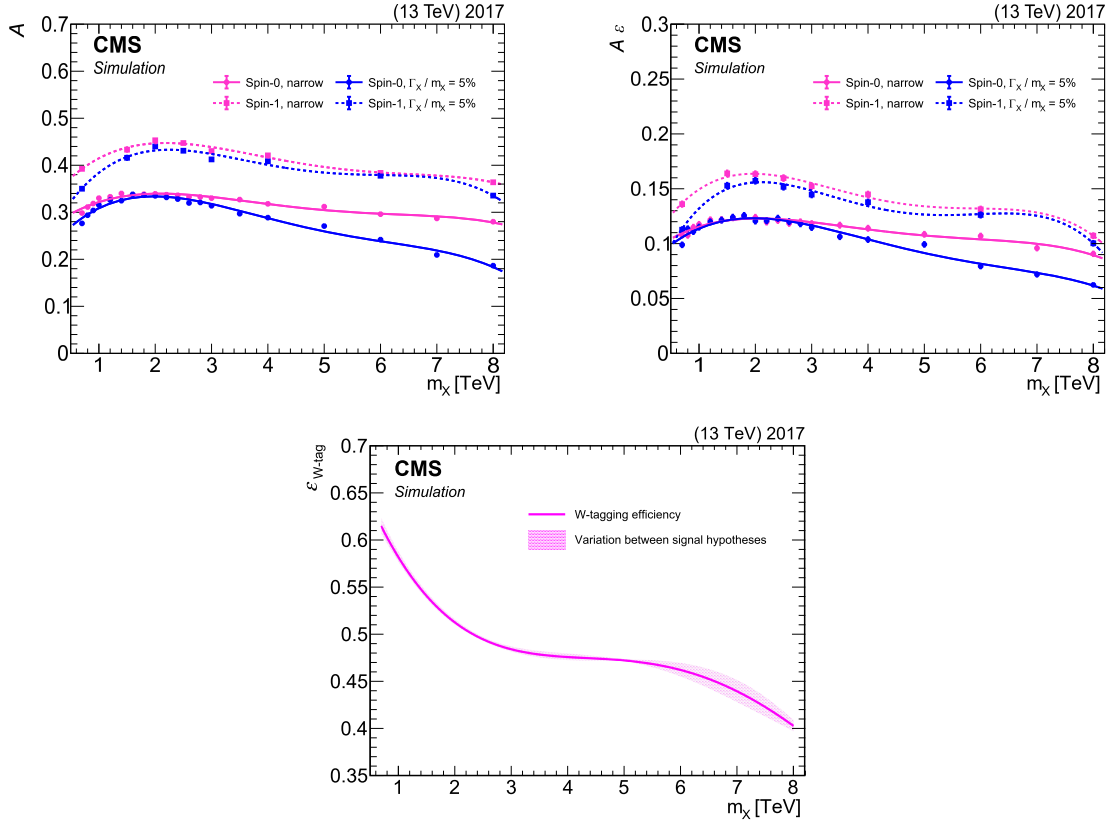 (13 TeV) 2017
A
CMS
Simulation
Spin-0, narrow
Spin-0, Γ_X / m_X = 5%
Spin-1, narrow
Spin-1, Γ_X / m_X = 5%
0.7
0.6
0.5
0.4
0.3
0.2
0.1
0
1 2 3 4 5 6 7 8
m_X [TeV]
(13 TeV) 2017
A ε
CMS
Simulation
Spin-0, narrow
Spin-0, Γ_X / m_X = 5%
Spin-1, narrow
Spin-1, Γ_X / m_X = 5%
0.3
0.25
0.2
0.15
0.1
0.05
0
1 2 3 4 5 6 7 8
m_X [TeV]
(13 TeV) 2017
ε W-tag
CMS
Simulation
W-tagging efficiency
Variation between signal hypotheses
0.7
0.65
0.6
0.55
0.5
0.45
0.4
0.35
1 2 3 4 5 6 7 8
m_X [TeV]